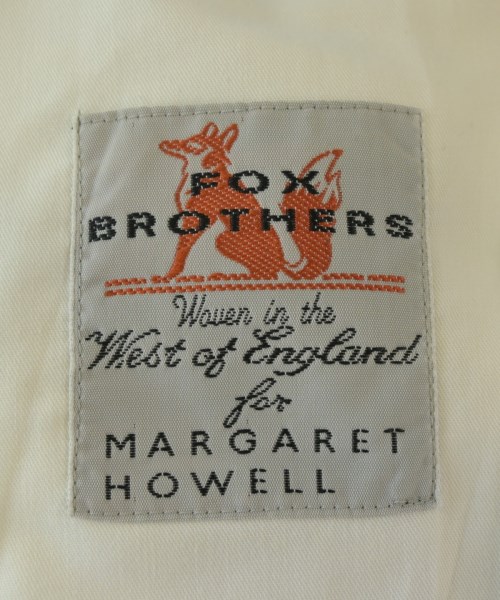 FOX
BROTHERS
Woven in the
West of England
for
MARGARET
HOWELL